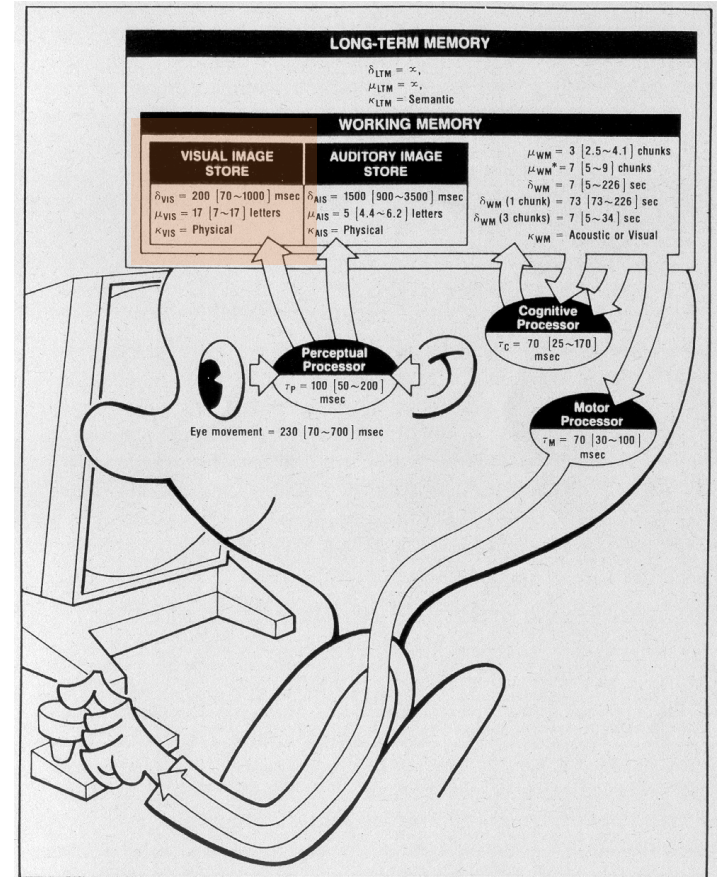 LONG-TERM MEMORY
δLTM = ∝,
μLTM = ∝,
κLTM = Semantic
WORKING MEMORY
VISUAL IMAGE
STORE
δVIS = 200 [70~1000] msec
μVIS = 17 [7~17] letters
κVIS = Physical
AUDITORY IMAGE
STORE
δAIS = 1500 [900~3500] msec
μAIS = 5 [4.4~6.2] letters
κAIS = Physical
μWM = 3 [2.5~4.1] chunks
μWM* = 7 [5~9] chunks
δWM = 7 [5~226] sec
δWM (1 chunk) = 73 [73~226] sec
δWM (3 chunks) = 7 [5~34] sec
κWM = Acoustic or Visual
Cognitive
Processor
τC = 70 [25~170]
msec
Perceptual
Processor
τP = 100 [50~200]
msec
Motor
Processor
τM = 70 [30~100]
msec
Eye movement = 230 [70~700] msec